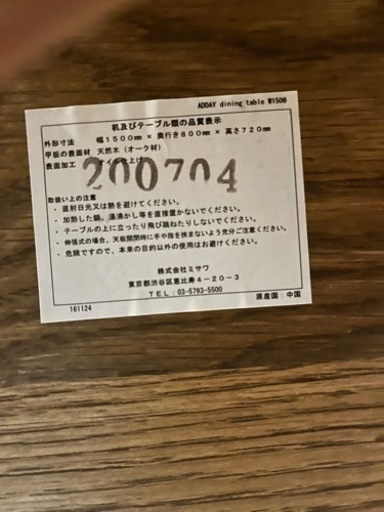 ADDAY dining table W1500
机及びテーブル類の品質表示
外形寸法 幅1500mm × 奥行き800mm × 高さ720mm
甲板の表面材 天然木(オーク材)
表面加工 オイル仕上げ
200704
取扱い上の注意
・直射日光又は熱を避けてください。
・加熱した鍋、湯沸かし等を直接置かないでください。
・テーブルの上に立ったり飛び跳ねたりしないでください。
・伸張式の場合、天板開閉時に手や指を挟まないよう充分ご注意ください。
・危険ですので、本来の目的以外の使用はお避けください。
株式会社ミサワ
東京都渋谷区恵比寿4-20-3
TEL:03-5793-5500
161124 原産国:中国